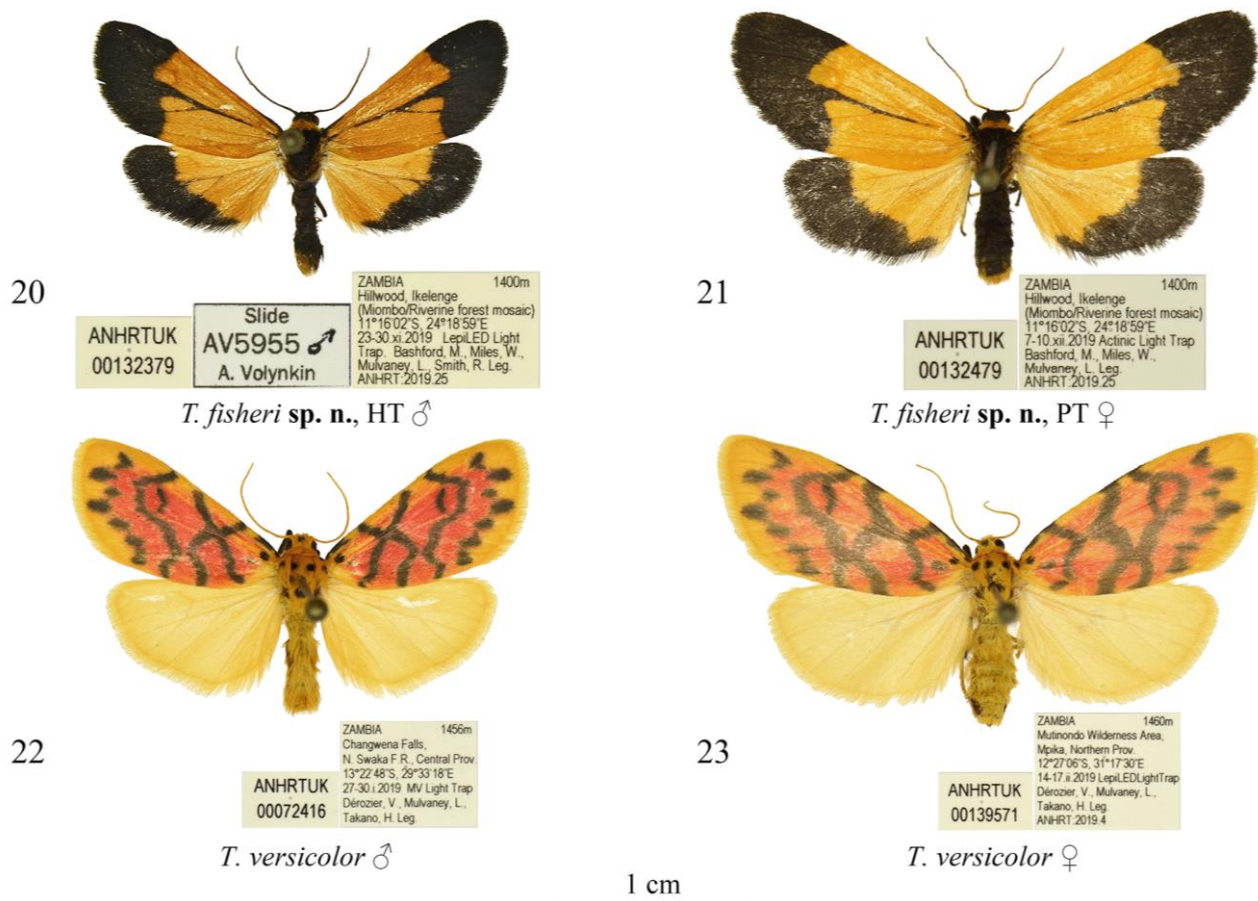 20
ANHRTUK
00132379
Slide
AV5955 ♂
A. Volynkin
ZAMBIA 1400m
Hillwood, Ikelenge
(Miombo/Riverine forest mosaic)
11°16'02"S, 24°18'59"E
23-30.xi.2019 LepiLED Light
Trap. Bashford, M., Miles, W.,
Mulvaney, L., Smith, R. Leg.
ANHRT:2019.25
T. fisheri sp. n., HT ♂
21
ANHRTUK
00132479
ZAMBIA 1400m
Hillwood, Ikelenge
(Miombo/Riverine forest mosaic)
11°16'02"S, 24°18'59"E
7-10.xii.2019 Actinic Light Trap
Bashford, M., Miles, W.,
Mulvaney, L. Leg.
ANHRT:2019.25
T. fisheri sp. n., PT ♀
22
ANHRTUK
00072416
ZAMBIA 1456m
Changwena Falls,
N. Swaka F.R., Central Prov.
13°22'48"S, 29°33'18"E
27-30.i.2019 MV Light Trap
Dérozier, V., Mulvaney, L.,
Takano, H. Leg.
T. versicolor ♂
23
ANHRTUK
00139571
ZAMBIA 1460m
Mutinondo Wilderness Area,
Mpika, Northern Prov.
12°27'06"S, 31°17'30"E
14-17.ii.2019 LepiLEDLightTrap
Dérozier, V., Mulvaney, L.,
Takano, H. Leg.
ANHRT:2019.4
T. versicolor ♀
1 cm